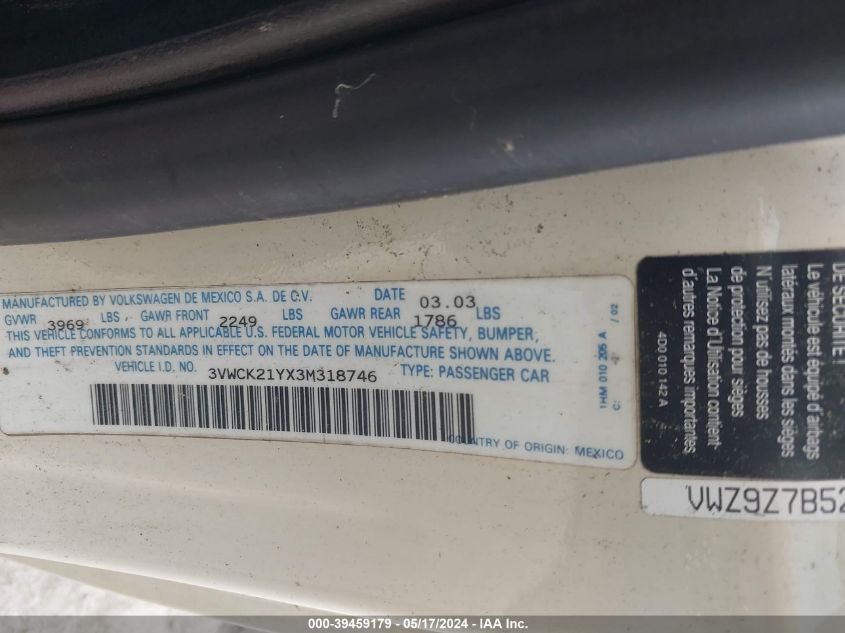 MANUFACTURED BY VOLKSWAGEN DE MEXICO S.A. DE C.V. DATE 03.03
GVWR 3969 LBS GAWR FRONT 2249 LBS GAWR REAR 1786 LBS
THIS VEHICLE CONFORMS TO ALL APPLICABLE U.S. FEDERAL MOTOR VEHICLE SAFETY, BUMPER,
AND THEFT PREVENTION STANDARDS IN EFFECT ON THE DATE OF MANUFACTURE SHOWN ABOVE.
VEHICLE I.D. NO. 3VWCK21YX3M318746 TYPE: PASSENGER CAR
COUNTRY OF ORIGIN: MEXICO
1HM 010 205 A / 02
C:
DE SÉCURITÉ
Le véhicule est équipé d'airbags
latéraux montés dans les sièges
N'utilisez pas de housses
de protection pour sièges
La Notice d'Utilisation contient
d'autres remarques importantes
4D0 010 142 A
VWZ9Z7B52
000-39459179 - 05/17/2024 - IAA Inc.